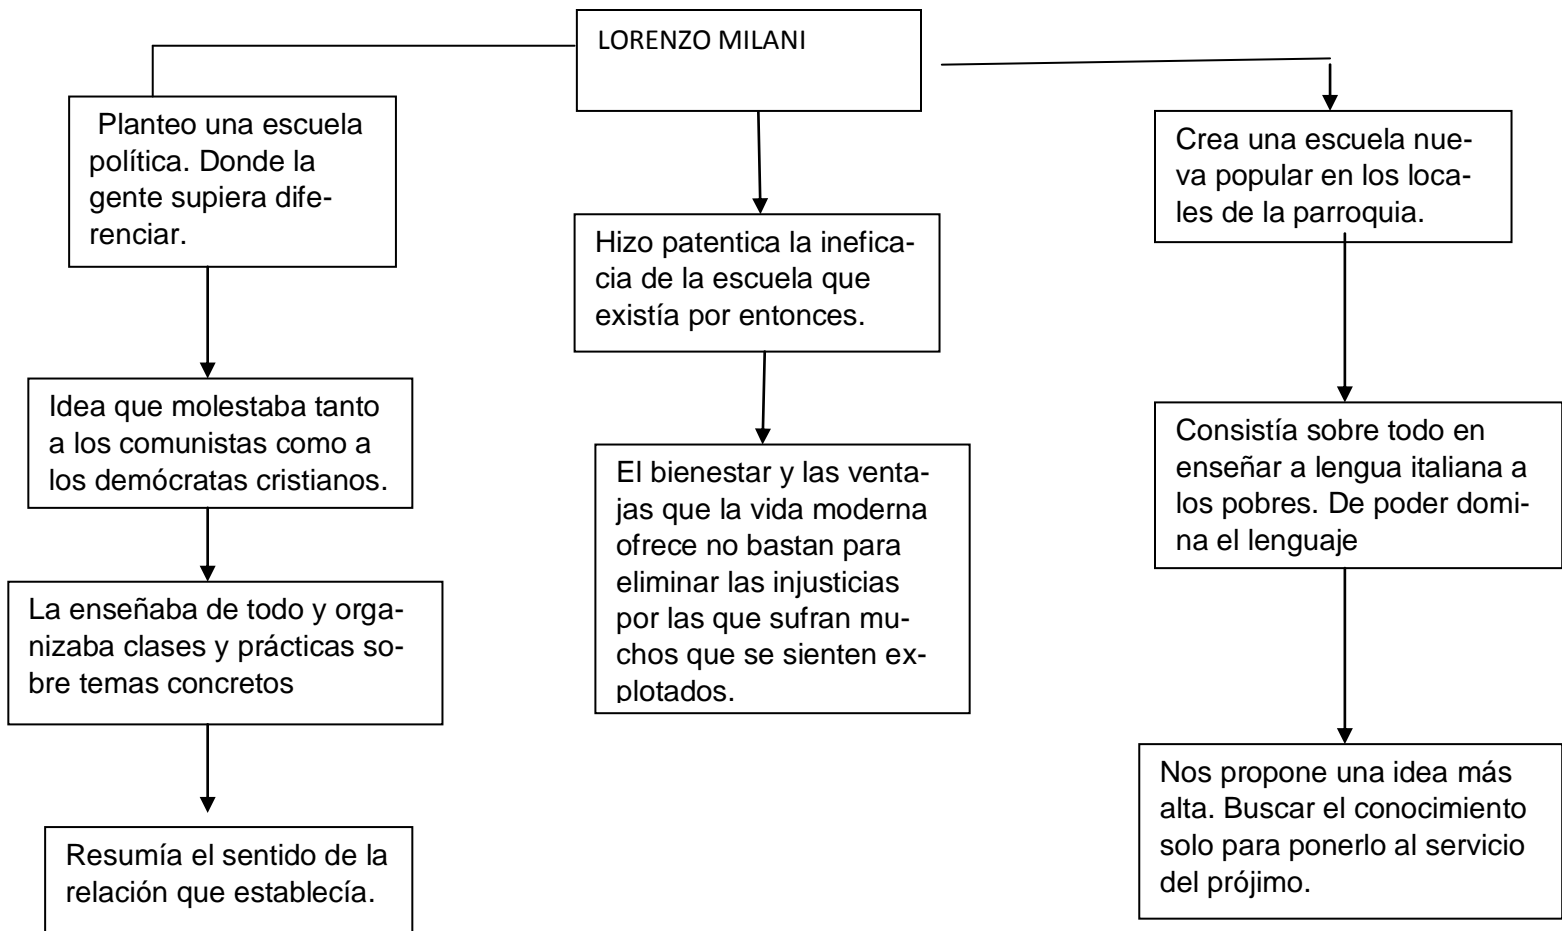 LORENZO MILANI
Planteo una escuela
política. Donde la
gente supiera dife-
renciar.
Idea que molestaba tanto
a los comunistas como a
los demócratas cristianos.
La enseñaba de todo y orga-
nizaba clases y prácticas so-
bre temas concretos
Resumía el sentido de la
relación que establecía.
Hizo patentica la inefica-
cia de la escuela que
existía por entonces.
El bienestar y las venta-
jas que la vida moderna
ofrece no bastan para
eliminar las injusticias
por las que sufran mu-
chos que se sienten ex-
plotados.
Crea una escuela nue-
va popular en los loca-
les de la parroquia.
Consistía sobre todo en
enseñar a lengua italiana a
los pobres. De poder domi-
na el lenguaje
Nos propone una idea más
alta. Buscar el conocimiento
solo para ponerlo al servicio
del prójimo.